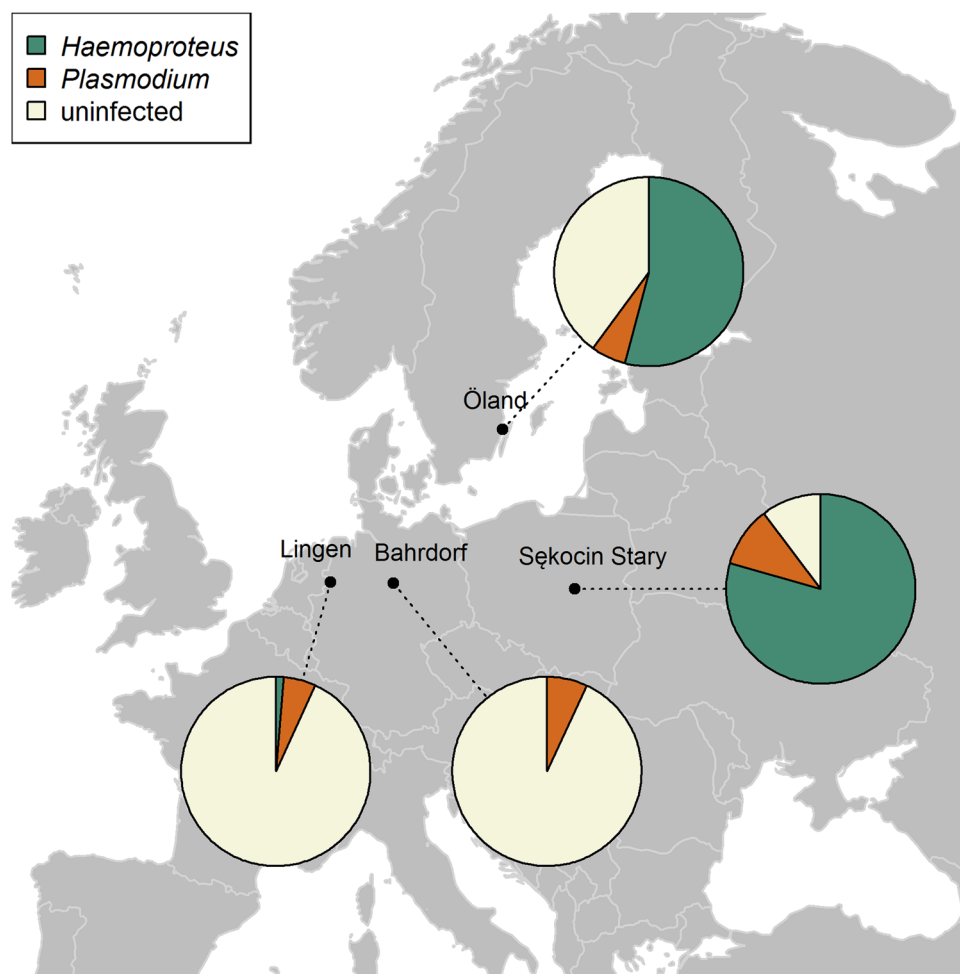 Haemoproteus
Plasmodium
uninfected
Öland
Lingen
Bahrdorf
Sękocin Stary